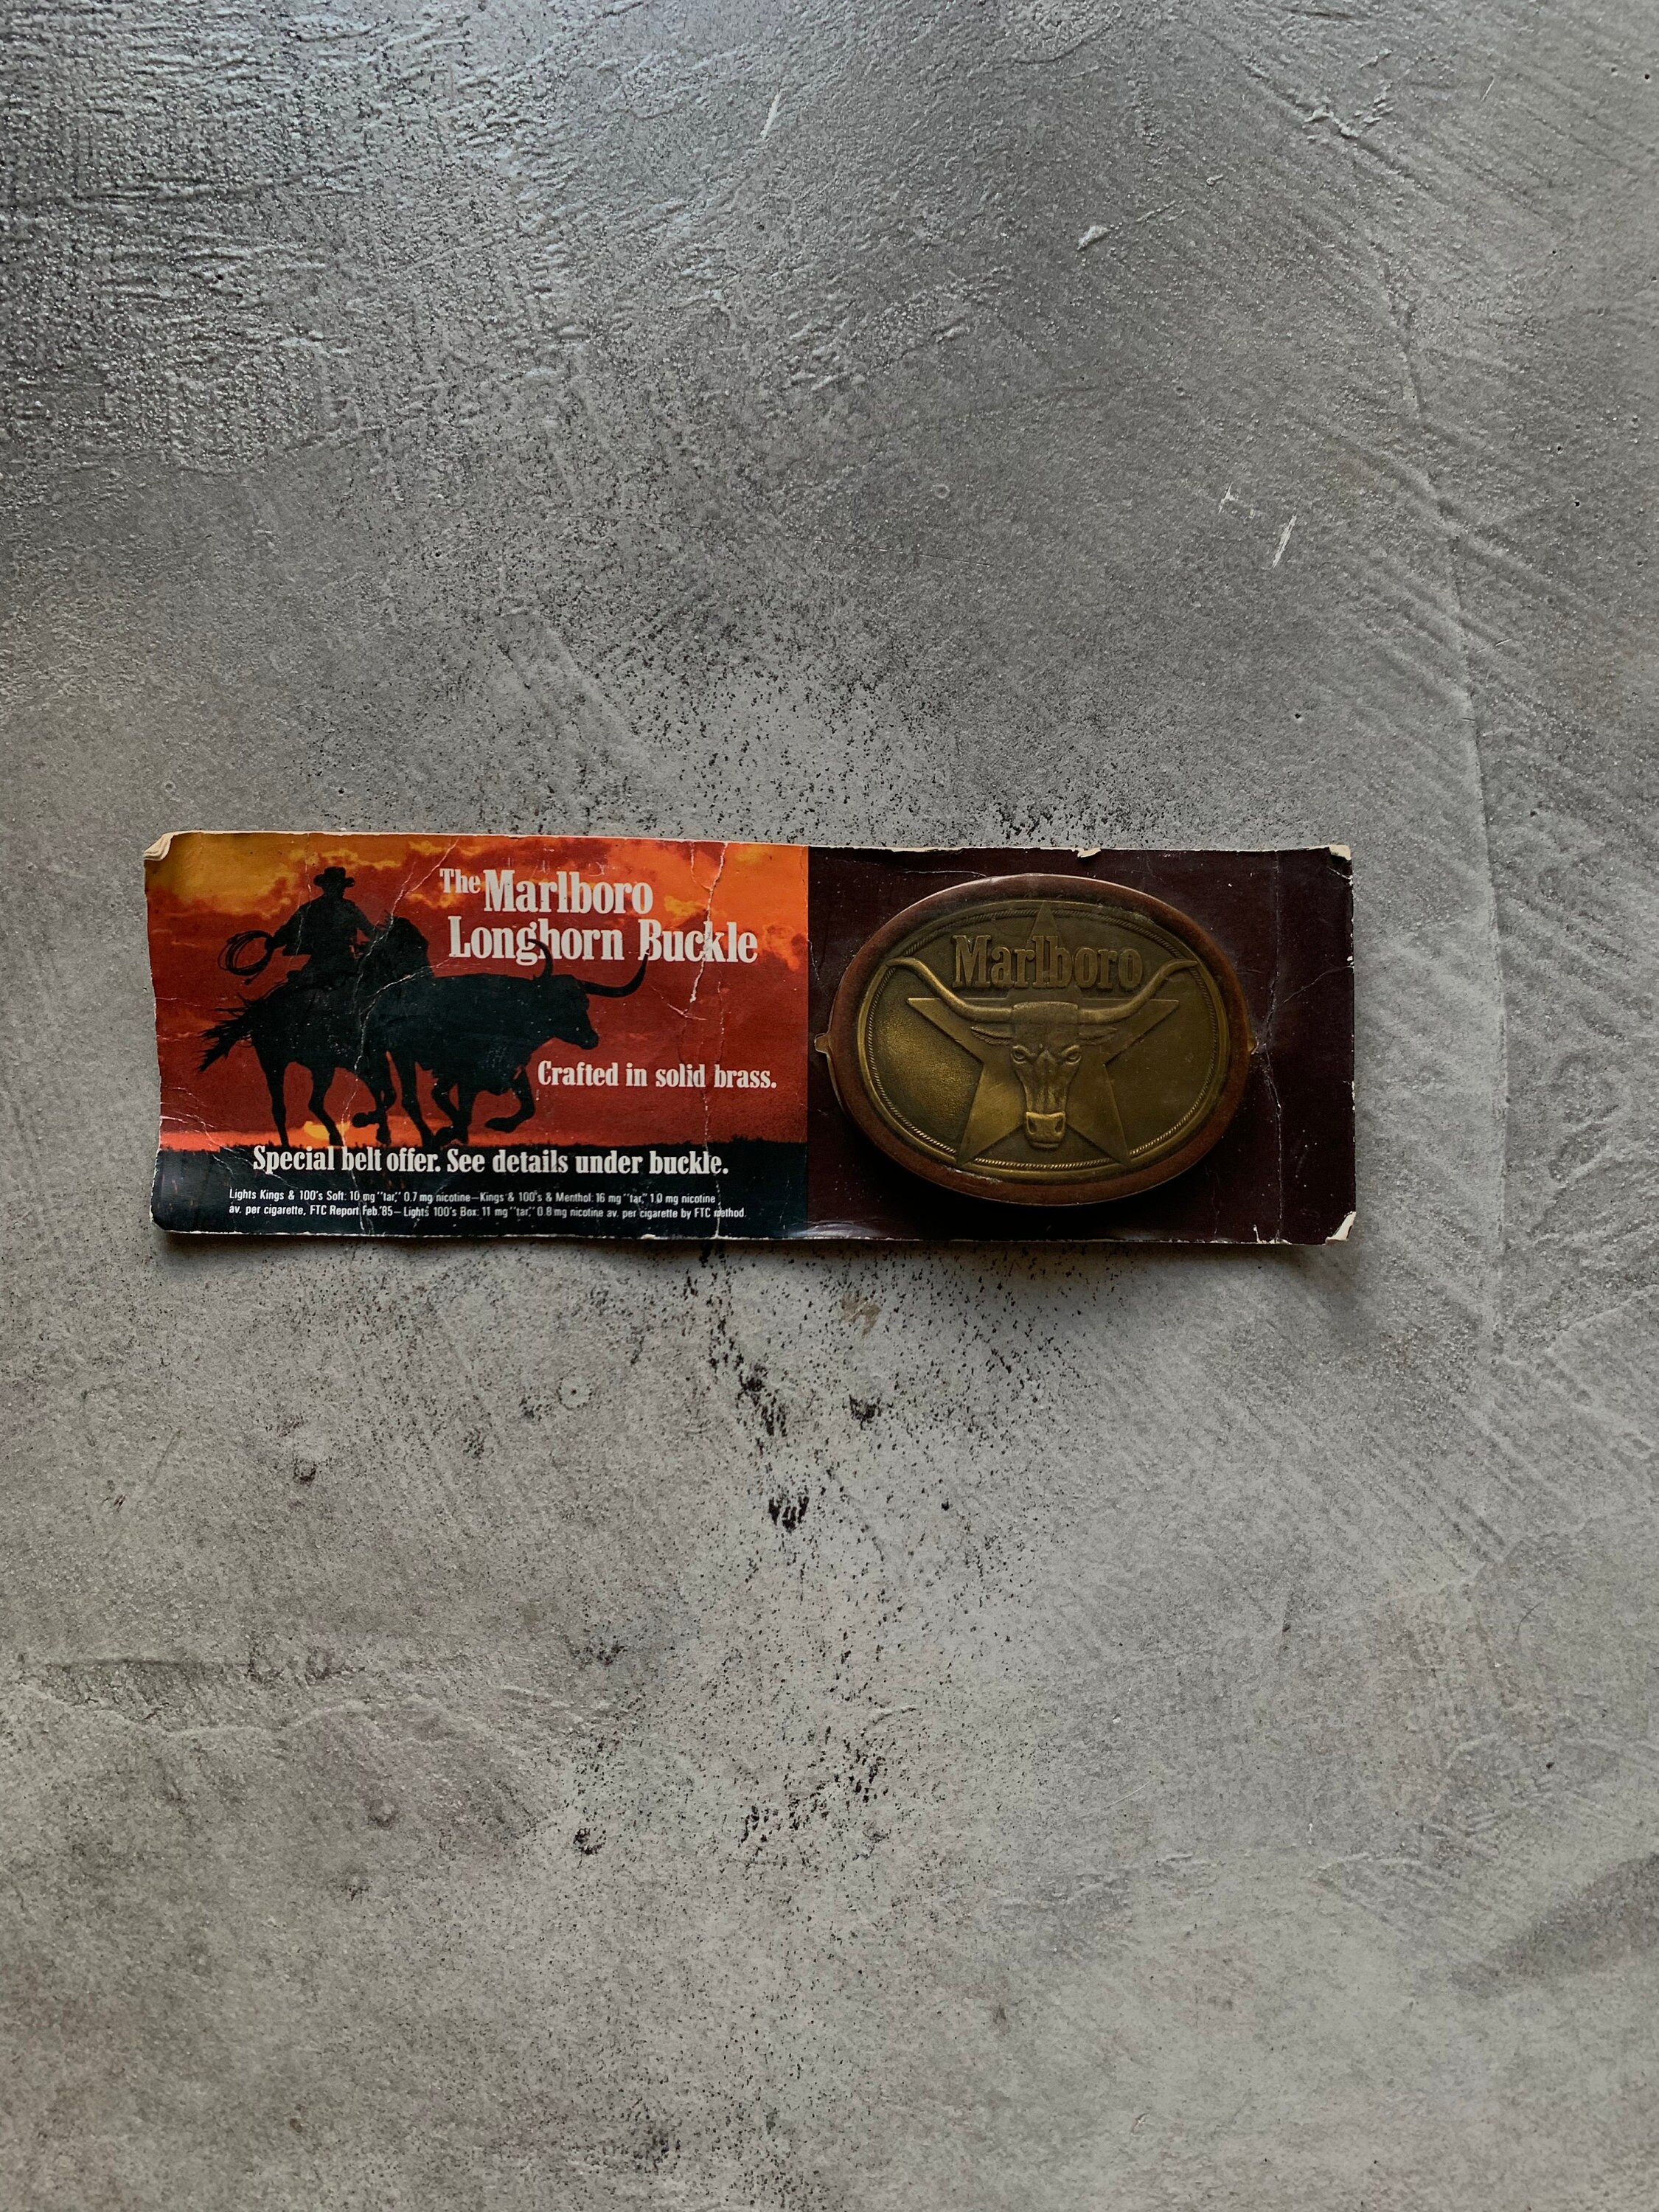 The Marlboro
Longhorn Buckle
Crafted in solid brass.
Special belt offer. See details under buckle.
Lights Kings & 100's Soft: 10 mg "tar," 0.7 mg nicotine—Kings & 100's & Menthol: 16 mg "tar," 1.0 mg nicotine
av. per cigarette, FTC Report Feb.'85—Lights 100's Box: 11 mg "tar," 0.8 mg nicotine av. per cigarette by FTC method.
Marlboro